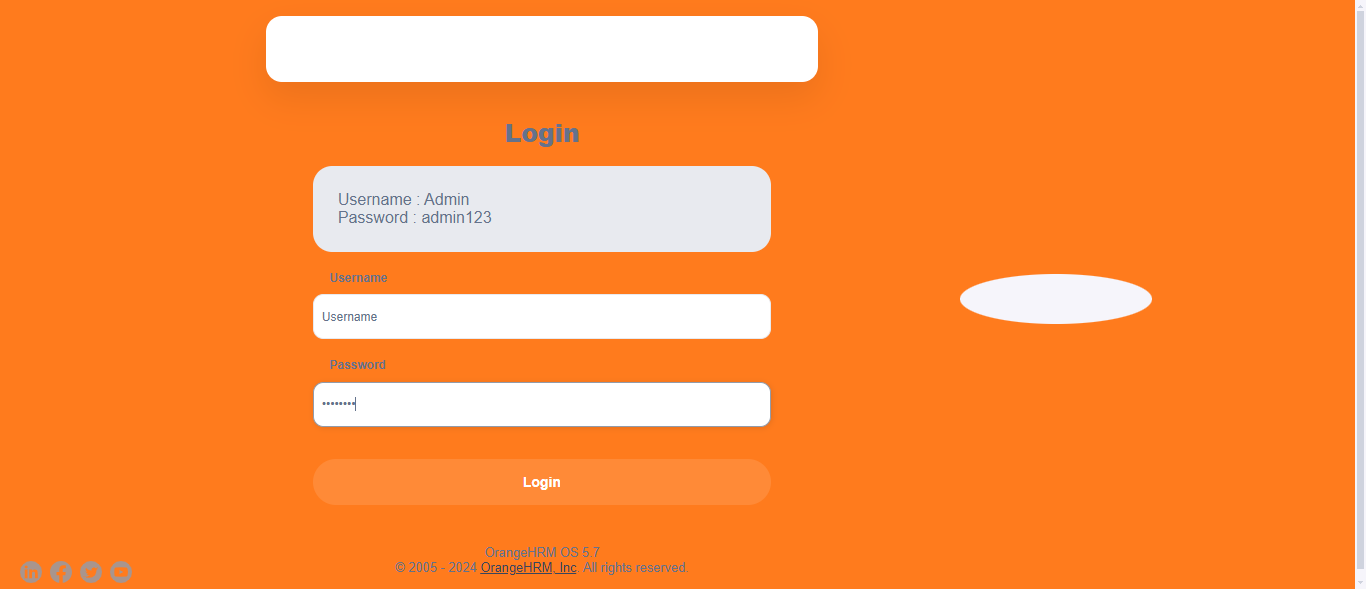 Login
Username : Admin
Password : admin123
Username
Username
Password
••••••••
Login
OrangeHRM OS 5.7
© 2005 - 2024 OrangeHRM, Inc. All rights reserved.